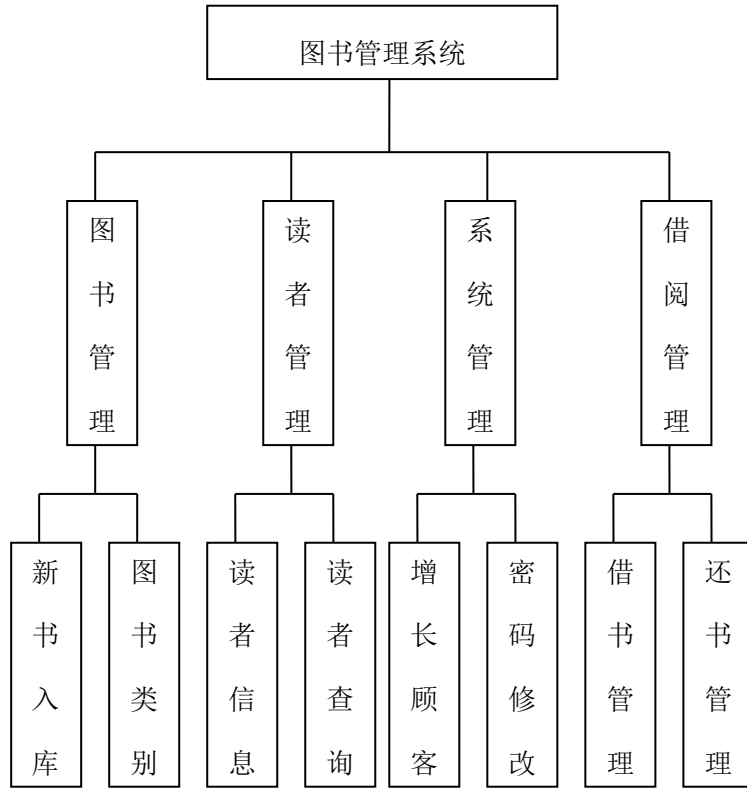 图书管理系统
图书管理
读者管理
系统管理
借阅管理
新书入库
图书类别
读者信息
读者查询
增长顾客
密码修改
借书管理
还书管理